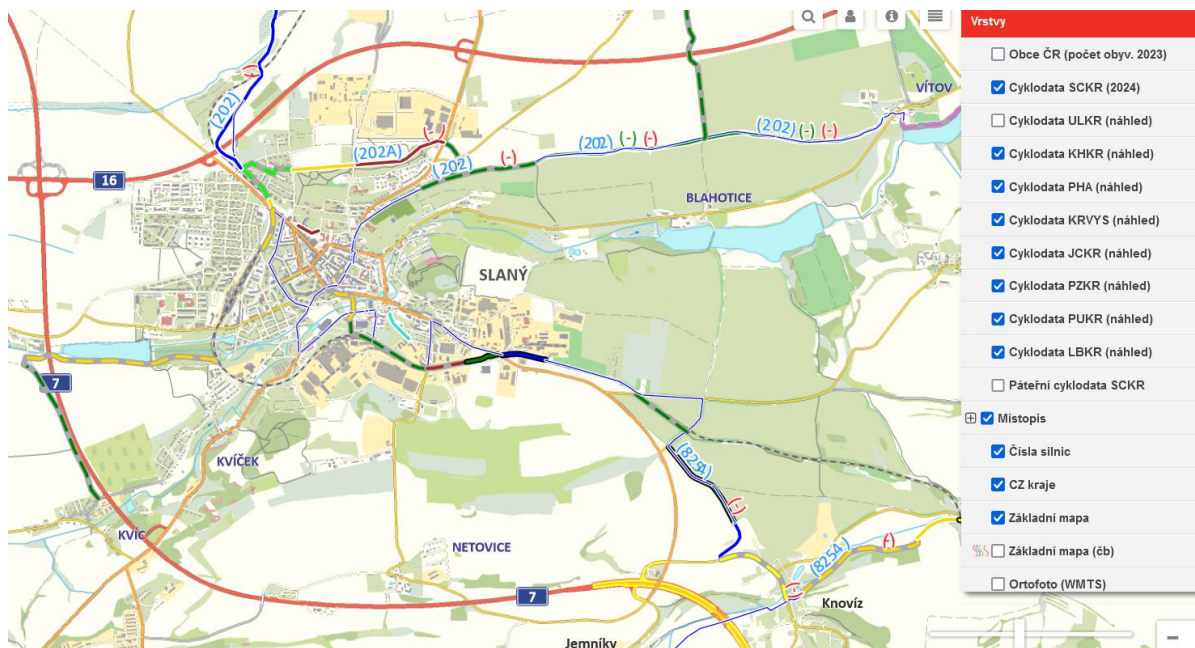 Vrstvy
Obce ČR (počet obyv. 2023)
Cyklodata SCKR (2024)
Cyklodata ULKR (náhled)
Cyklodata KHKR (náhled)
Cyklodata PHA (náhled)
Cyklodata KRVYS (náhled)
Cyklodata JCKR (náhled)
Cyklodata PZKR (náhled)
Cyklodata PUKR (náhled)
Cyklodata LBKR (náhled)
Páteřní cyklodata SCKR
Místopis
Čísla silnic
CZ kraje
Základní mapa
Základní mapa (čb)
Ortofoto (WMTS)
(-)
(202)
VÍTOV
(-)
(202A)
(202) (-)
(202) (-) (-)
(202) (-) (-)
16
BLAHOTICE
SLANÝ
7
KVÍČEK
(825A)
(-)
KVÍC
NETOVICE
(825A) (-)
7
(-)
Knovíz
Jemníky